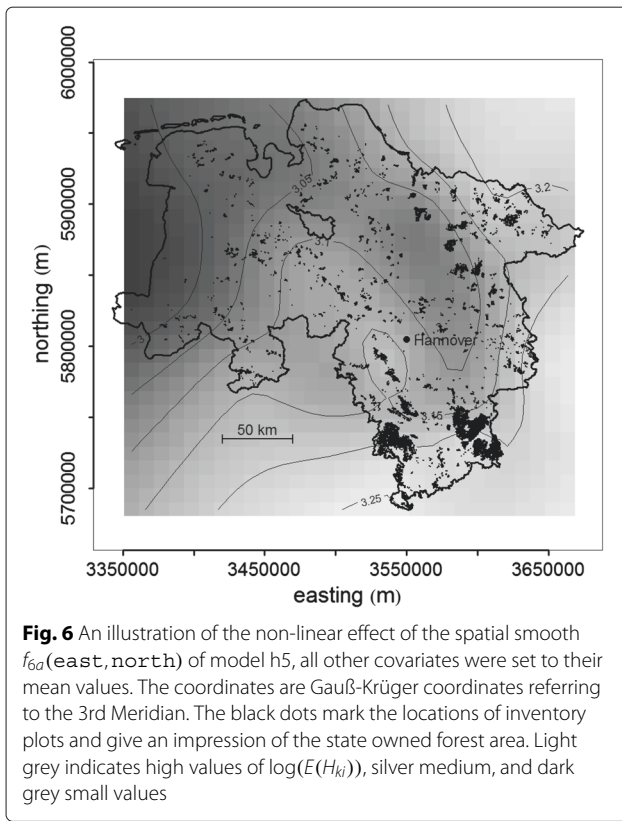 6000000
5900000
5800000
5700000
northing (m)
3.2
3.05
3.1
3
Hannover
3.15
50 km
3.25
3350000 3450000 3550000 3650000
easting (m)
Fig. 6 An illustration of the non-linear effect of the spatial smooth
f6a(east,north) of model h5, all other covariates were set to their
mean values. The coordinates are Gauß-Krüger coordinates referring
to the 3rd Meridian. The black dots mark the locations of inventory
plots and give an impression of the state owned forest area. Light
grey indicates high values of log(E(Hki)), silver medium, and dark
grey small values